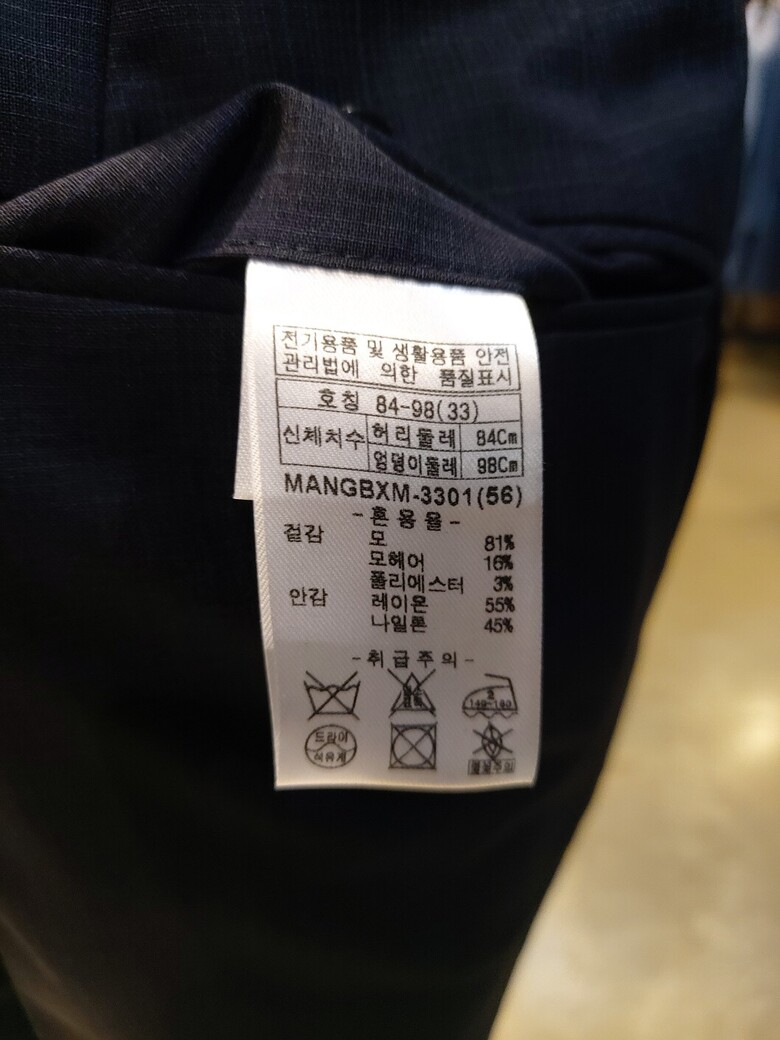 전기용품 및 생활용품 안전
관리법에 의한 품질표시
호칭 84-98(33)
신체치수 허리둘레 84Cm
엉덩이둘레 98Cm
MANGBXM-3301(56)
-혼용율-
겉감 모 81%
모헤어 16%
폴리에스터 3%
안감 레이온 55%
나일론 45%
-취급주의-
2
드라이
석유계